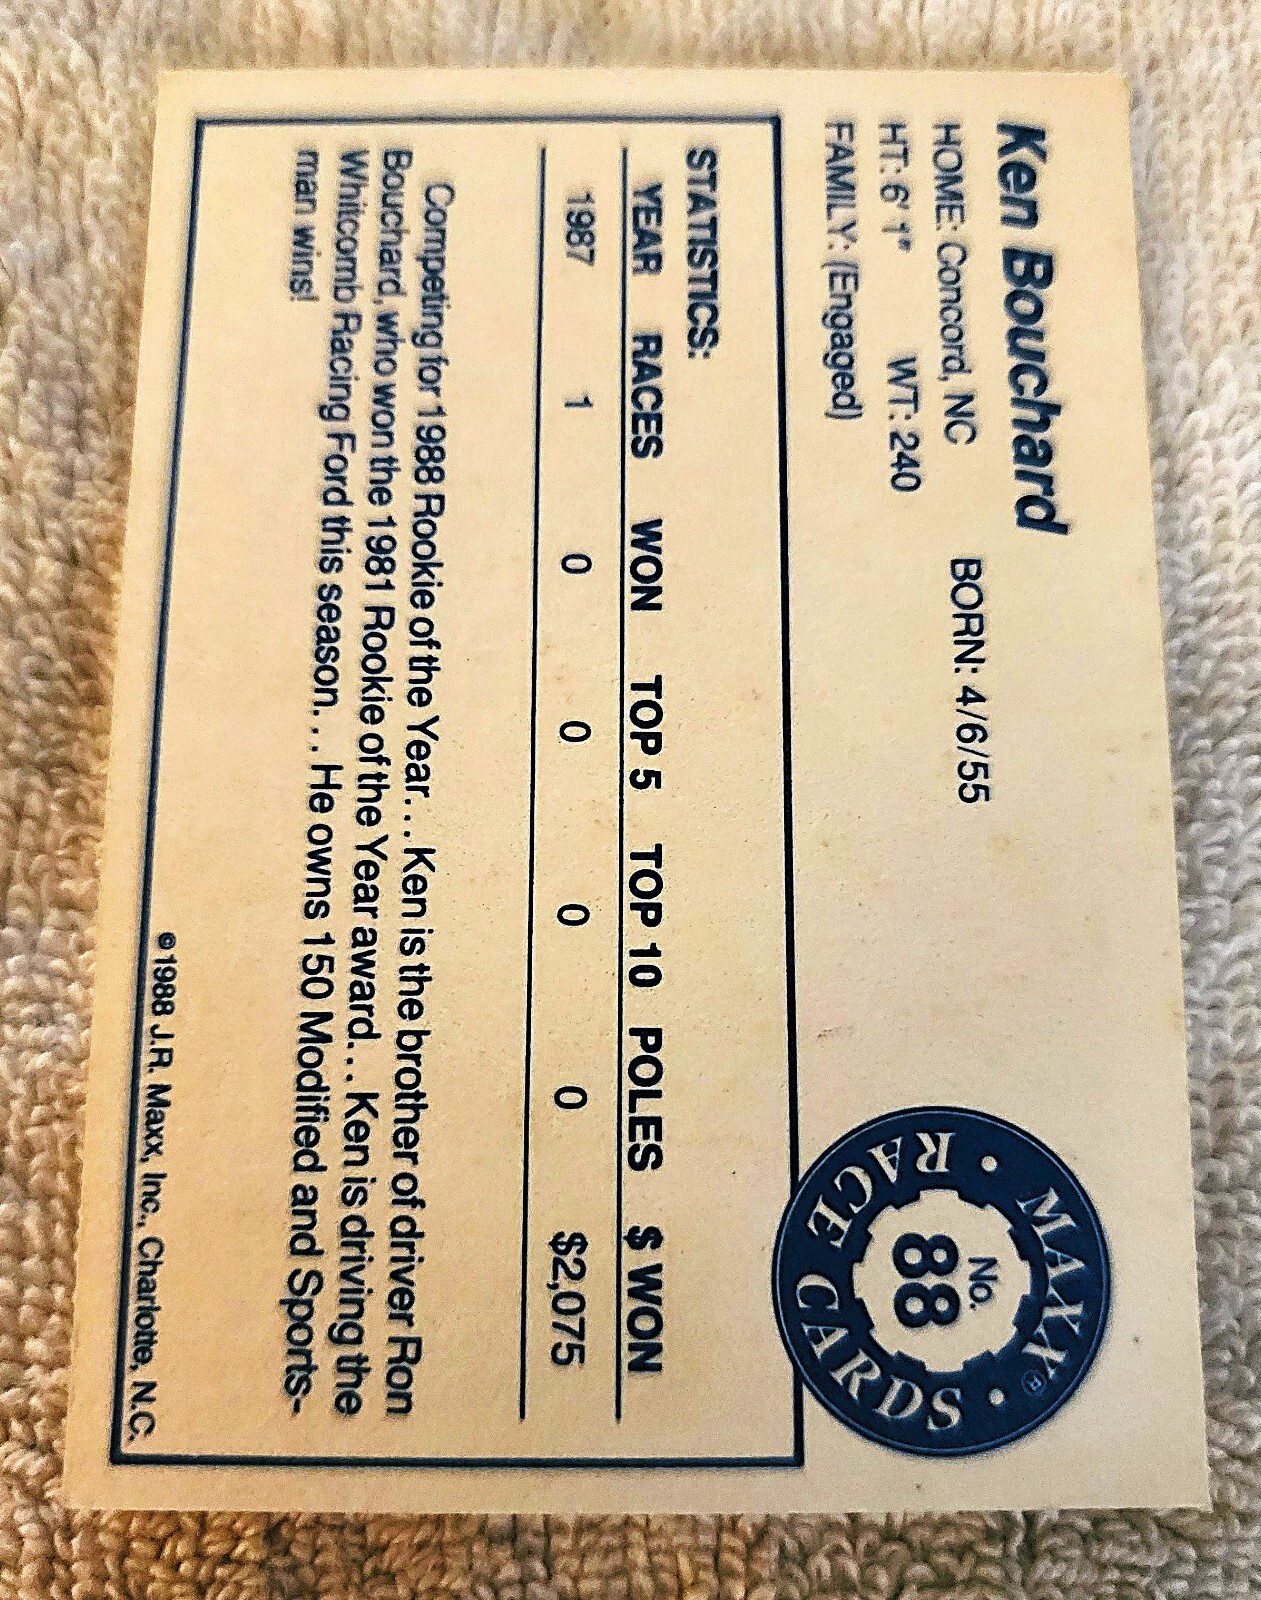 Ken Bouchard
HOME: Concord, NC BORN: 4/6/55
HT: 6' 1" WT.: 240
FAMILY: (Engaged)
MAXX® • RACE CARDS •
No.
88
STATISTICS:
YEAR RACES WON TOP 5 TOP 10 POLES $ WON
1987 1 0 0 0 0 $2,075
Competing for 1988 Rookie of the Year. . . Ken is the brother of driver Ron
Bouchard, who won the 1981 Rookie of the Year award. . . Ken is driving the
Whitcomb Racing Ford this season. . . He owns 150 Modified and Sports-
man wins!
©1988 J.R. Maxx, Inc., Charlotte, N.C.